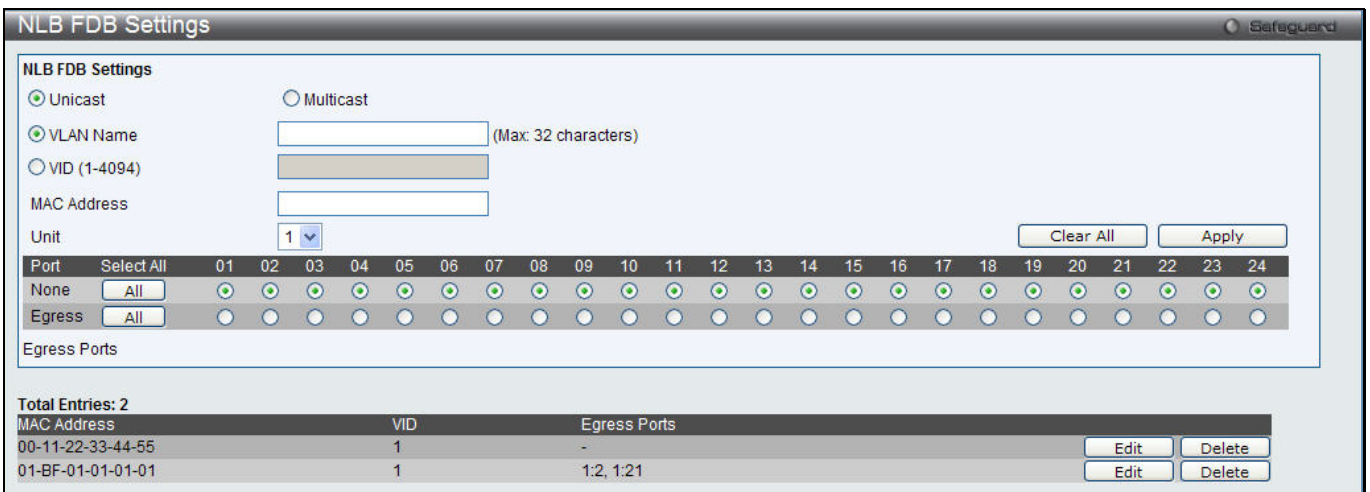 NLB FDB Settings Safeguard
NLB FDB Settings
Unicast Multicast
VLAN Name (Max: 32 characters)
VID (1-4094)
MAC Address
Unit 1 Clear All Apply
Port Select All 01 02 03 04 05 06 07 08 09 10 11 12 13 14 15 16 17 18 19 20 21 22 23 24
None All
Egress All
Egress Ports
Total Entries: 2
MAC Address VID Egress Ports
00-11-22-33-44-55 1 - Edit Delete
01-BF-01-01-01-01 1 1:2, 1:21 Edit Delete